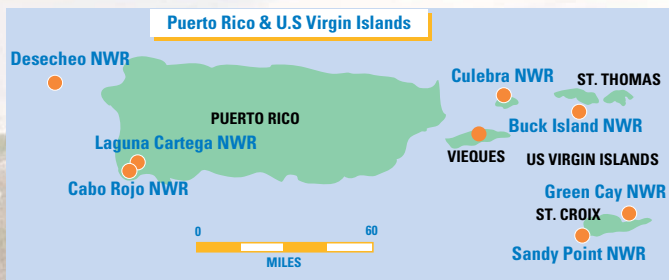 Puerto Rico & U.S Virgin Islands
Desecheo NWR
Culebra NWR
ST. THOMAS
PUERTO RICO
Buck Island NWR
Laguna Cartega NWR
VIEQUES
US VIRGIN ISLANDS
Cabo Rojo NWR
Green Cay NWR
ST. CROIX
0
60
Sandy Point NWR
MILES